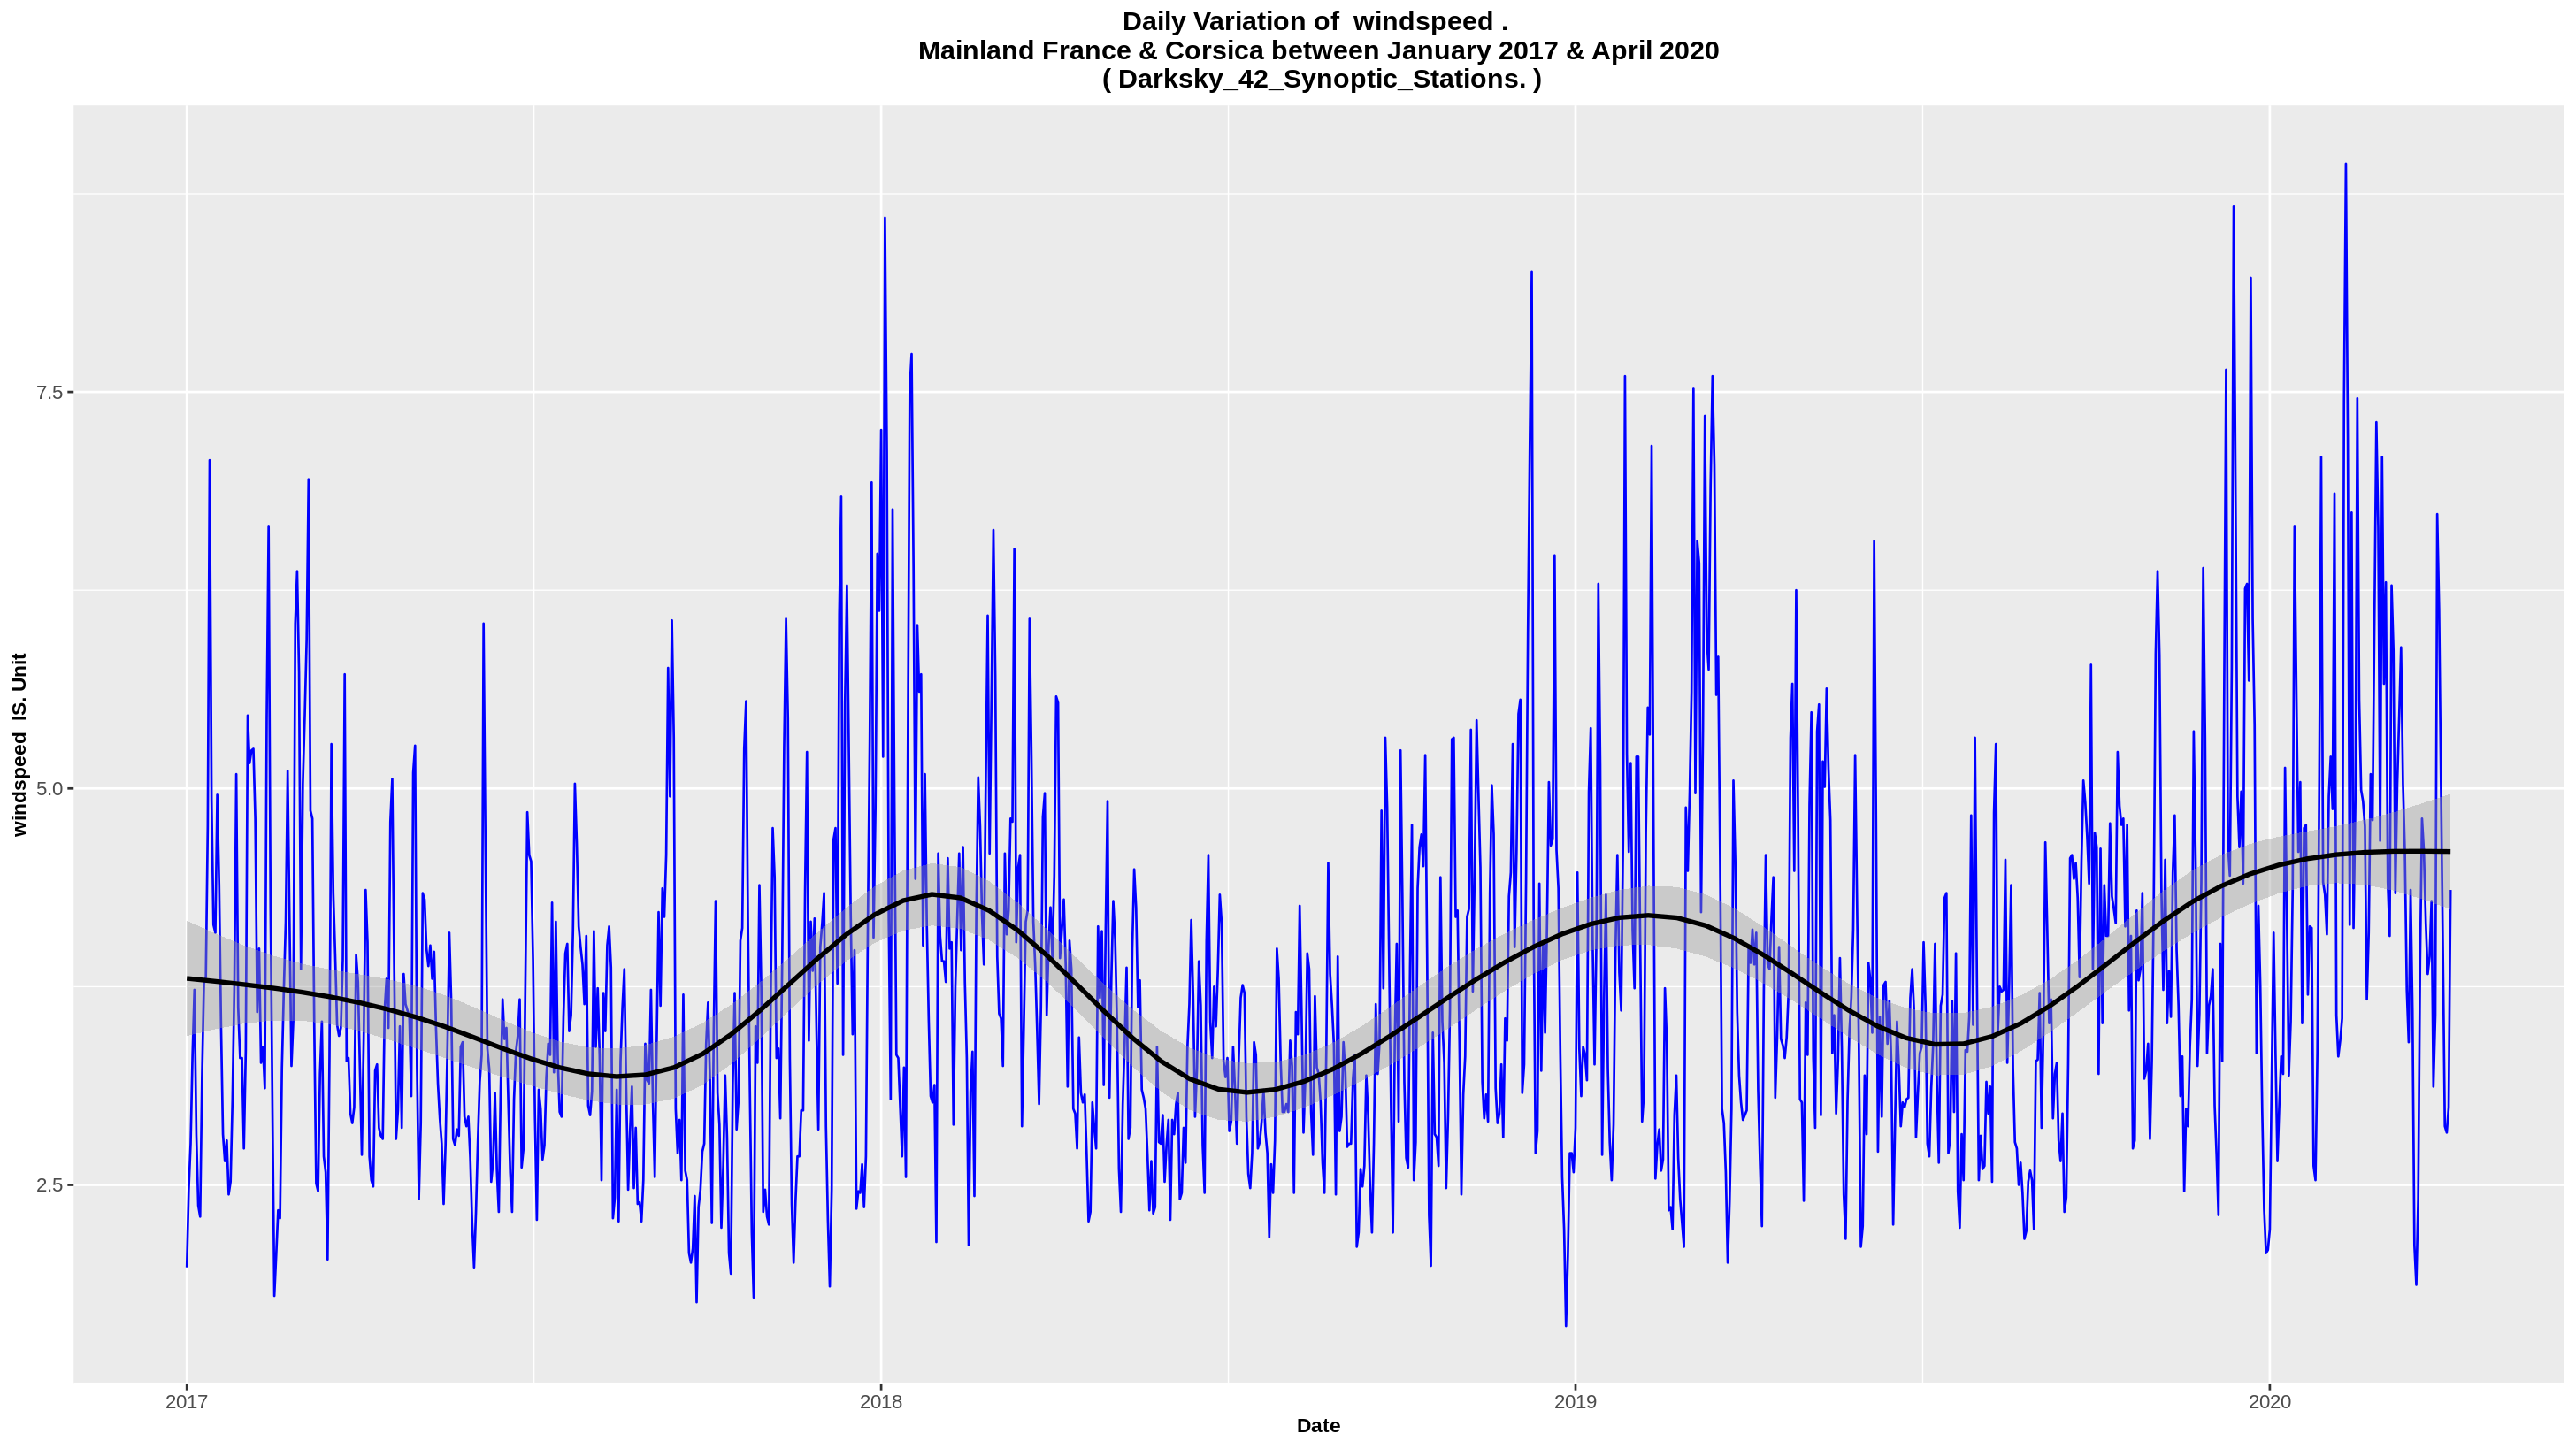 Daily Variation of  windspeed .
Mainland France & Corsica between January 2017 & April 2020
( Darksky_42_Synoptic_Stations. )
windspeed  IS. Unit
7.5
5.0
2.5
2017
2018
2019
2020
Date